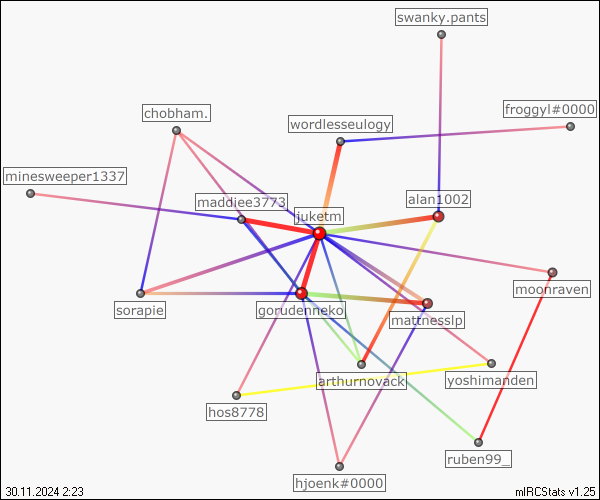 swanky.pants
froggyl#0000
chobham.
wordlesseulogy
minesweeper1337
maddiee3773
alan1002
juketm
moonraven
sorapie
gorudenneko
mattnesslp
arthurnovack
yoshimanden
hos8778
ruben99_
hjoenk#0000
30.11.2024 2:23
mIRCStats v1.25